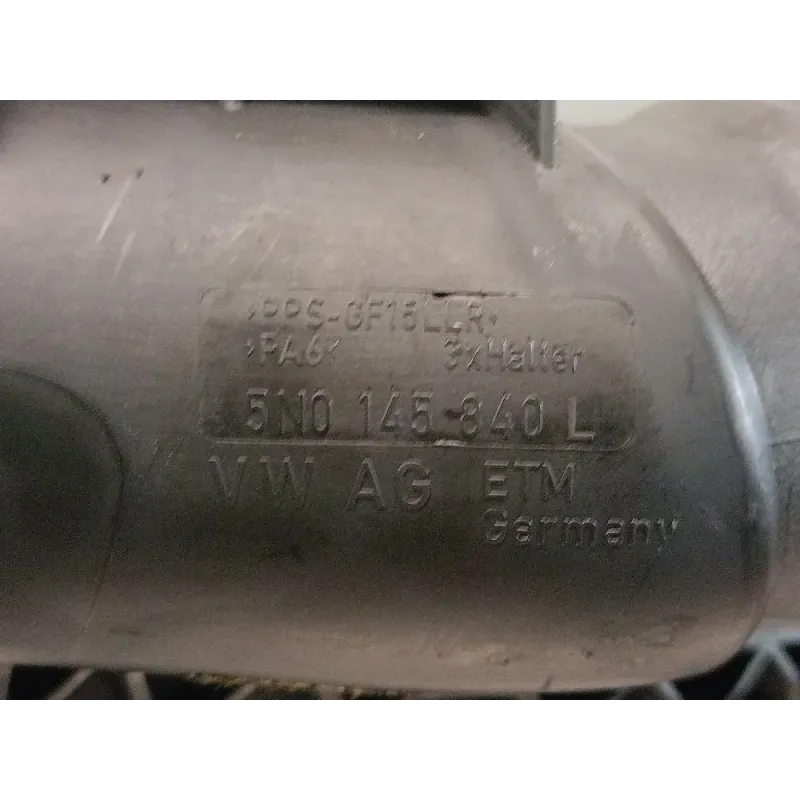 >PPS-GF15LLR<
>PA6< 3xHalter
5N0 145 840 L
VW AG ETM
Germany